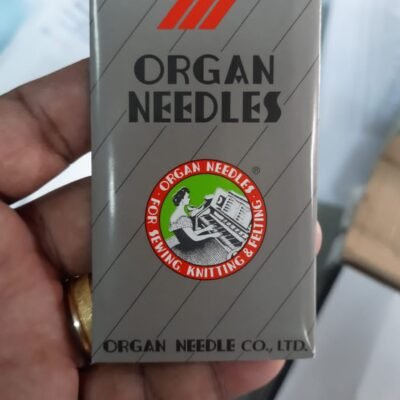 ORGAN
NEEDLES
· ORGAN NEEDLES ·
®
FOR SEWING, KNITTING & FELTING
ORGAN NEEDLE CO., LTD.